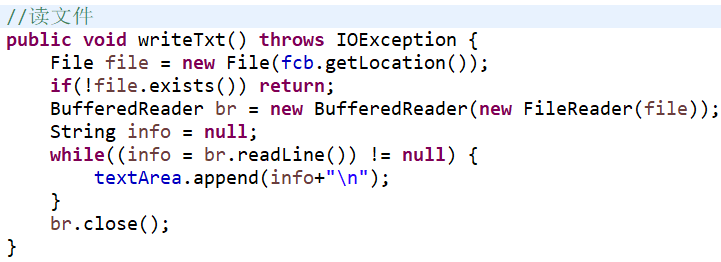 //读文件
public void writeTxt() throws IOException {
    File file = new File(fcb.getLocation());
    if(!file.exists()) return;
    BufferedReader br = new BufferedReader(new FileReader(file));
    String info = null;
    while((info = br.readLine()) != null) {
        textArea.append(info+"\n");
    }
    br.close();
}